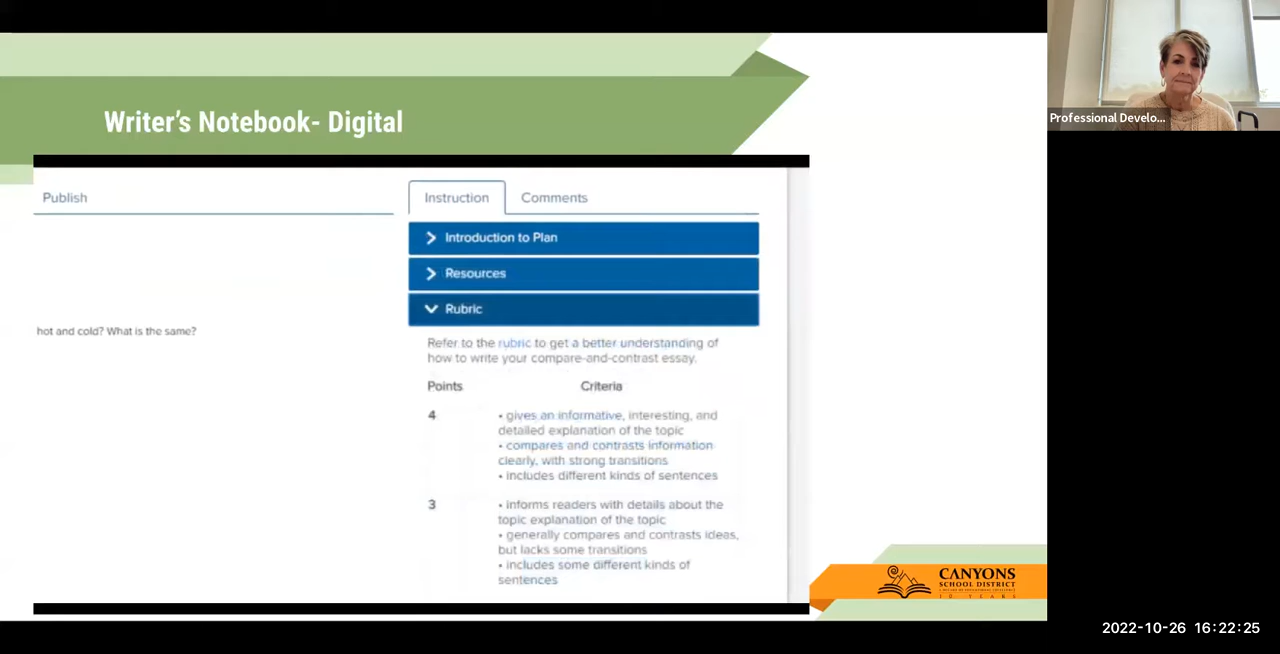 Writer's Notebook- Digital
Publish
Instruction
Comments
Introduction to Plan
Resources
Rubric
hot and cold? What is the same?
Refer to the rubric to get a better understanding of
how to write your compare-and-contrast essay.
Points
Criteria
4
• gives an informative, interesting, and
detailed explanation of the topic
• compares and contrasts information
clearly, with strong transitions
• includes different kinds of sentences
3
• informs readers with details about the
topic explanation of the topic
• generally compares and contrasts ideas,
but lacks some transitions
• includes some different kinds of
sentences
Professional Develo...
CANYONS
SCHOOL DISTRICT
10 YEARS
2022-10-26 16:22:25